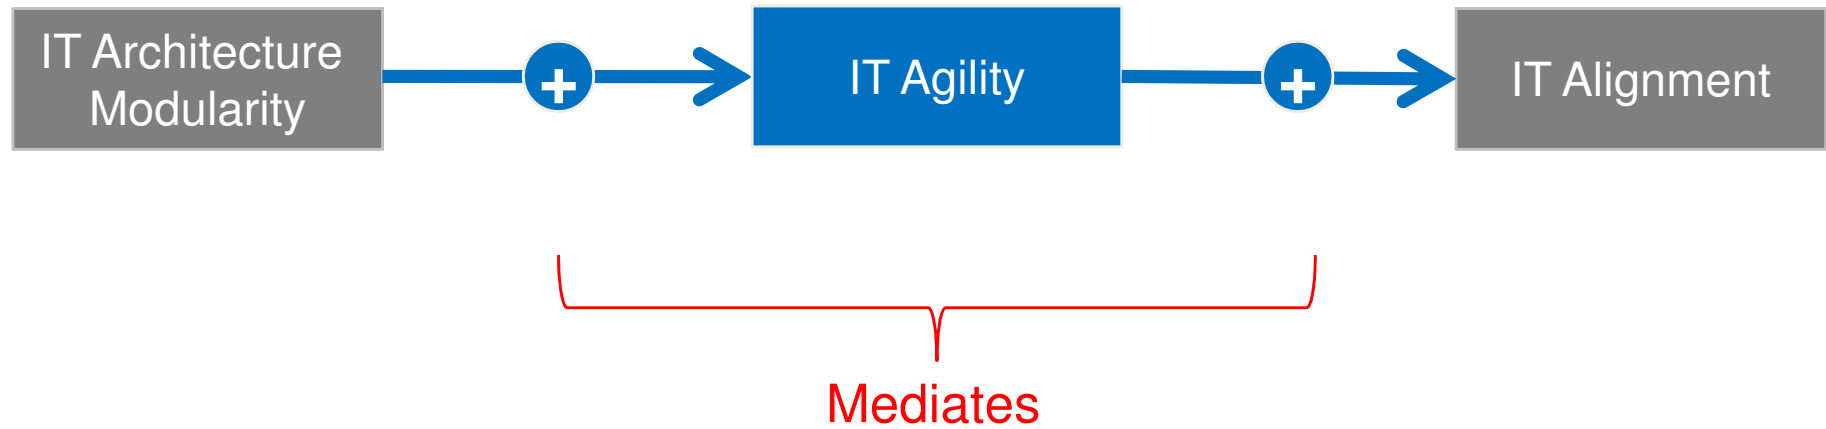 IT Architecture
Modularity
+
IT Agility
+
IT Alignment
Mediates